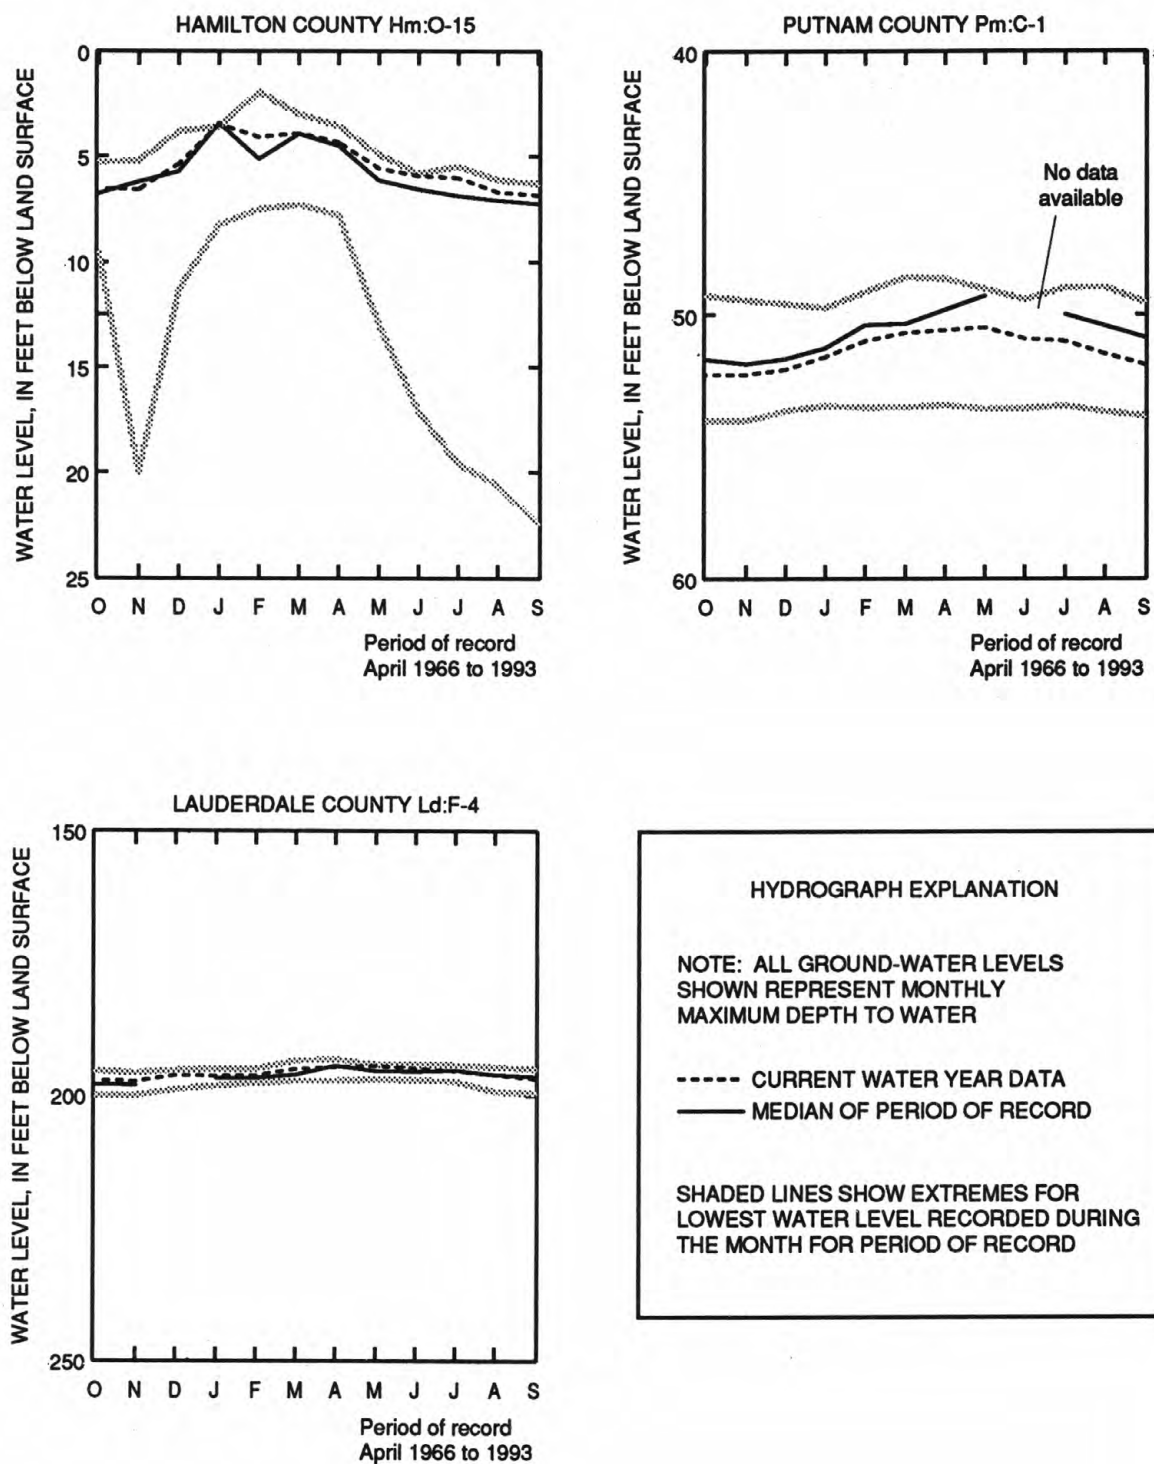 HAMILTON COUNTY Hm:O-15
WATER LEVEL, IN FEET BELOW LAND SURFACE
0
5
10
15
20
25
O N D J F M A M J J A S
Period of record
April 1966 to 1993
PUTNAM COUNTY Pm:C-1
WATER LEVEL, IN FEET BELOW LAND SURFACE
40
50
60
No data
available
O N D J F M A M J J A S
Period of record
April 1966 to 1993
LAUDERDALE COUNTY Ld:F-4
WATER LEVEL, IN FEET BELOW LAND SURFACE
150
200
250
O N D J F M A M J J A S
Period of record
April 1966 to 1993
HYDROGRAPH EXPLANATION
NOTE: ALL GROUND-WATER LEVELS
SHOWN REPRESENT MONTHLY
MAXIMUM DEPTH TO WATER
CURRENT WATER YEAR DATA
MEDIAN OF PERIOD OF RECORD
SHADED LINES SHOW EXTREMES FOR
LOWEST WATER LEVEL RECORDED DURING
THE MONTH FOR PERIOD OF RECORD